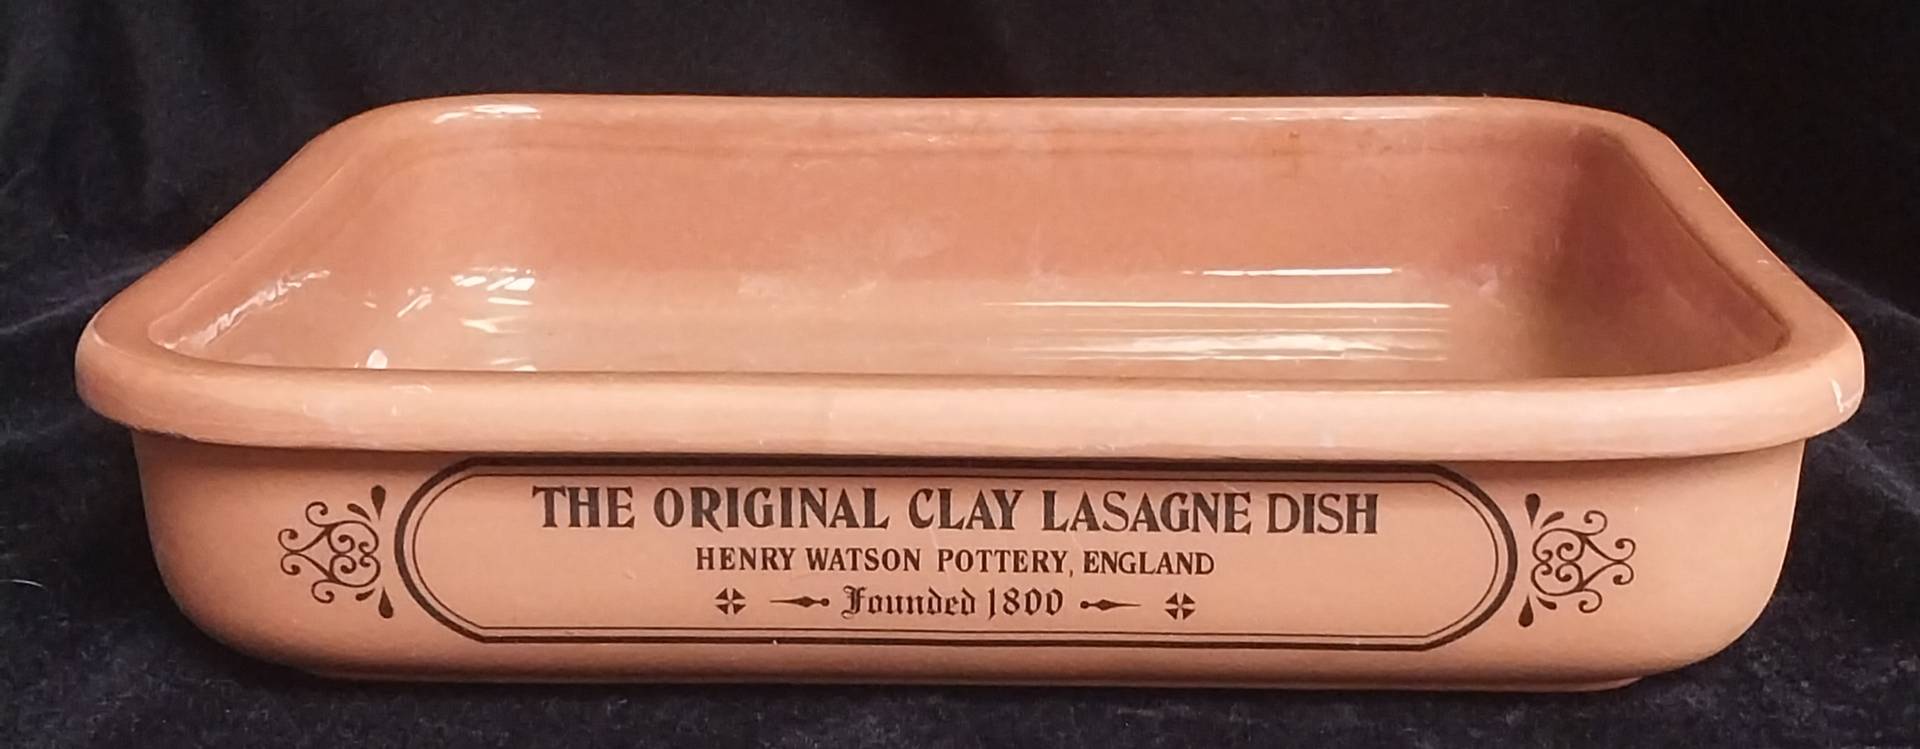 THE ORIGINAL CLAY LASAGNE DISH
HENRY WATSON POTTERY, ENGLAND
Founded 1800